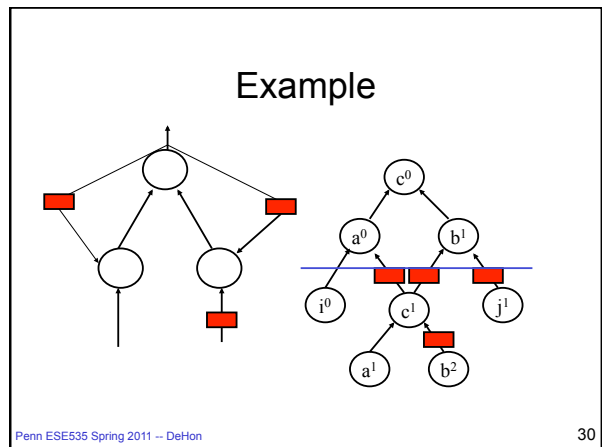 Example
c⁰
a⁰ b¹
i⁰ c¹ j¹
a¹ b²
Penn ESE535 Spring 2011 -- DeHon 30